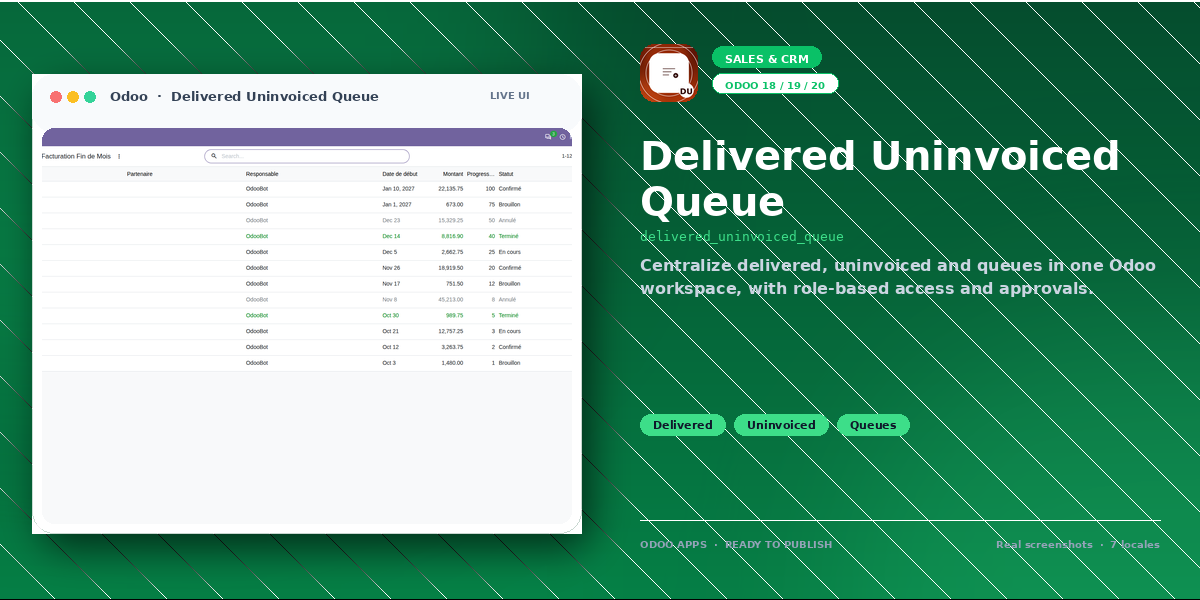 Odoo · Delivered Uninvoiced Queue
LIVE UI
Facturation Fin de Mois
Search...
1-12
Partenaire Responsable Date de début Montant Progress... Statut
OdooBot Jan 10, 2027 22,135.75 100 Confirmé
OdooBot Jan 1, 2027 673.00 75 Brouillon
OdooBot Dec 23 15,329.25 50 Annulé
OdooBot Dec 14 8,816.90 40 Terminé
OdooBot Dec 5 2,662.75 25 En cours
OdooBot Nov 26 18,919.50 20 Confirmé
OdooBot Nov 17 751.50 12 Brouillon
OdooBot Nov 8 45,213.00 8 Annulé
OdooBot Oct 30 989.75 5 Terminé
OdooBot Oct 21 12,757.25 3 En cours
OdooBot Oct 12 3,263.75 2 Confirmé
OdooBot Oct 3 1,480.00 1 Brouillon
DU
SALES & CRM
ODOO 18 / 19 / 20
Delivered Uninvoiced
Queue
delivered_uninvoiced_queue
Centralize delivered, uninvoiced and queues in one Odoo
workspace, with role-based access and approvals.
Delivered
Uninvoiced
Queues
ODOO APPS · READY TO PUBLISH
Real screenshots · 7 locales